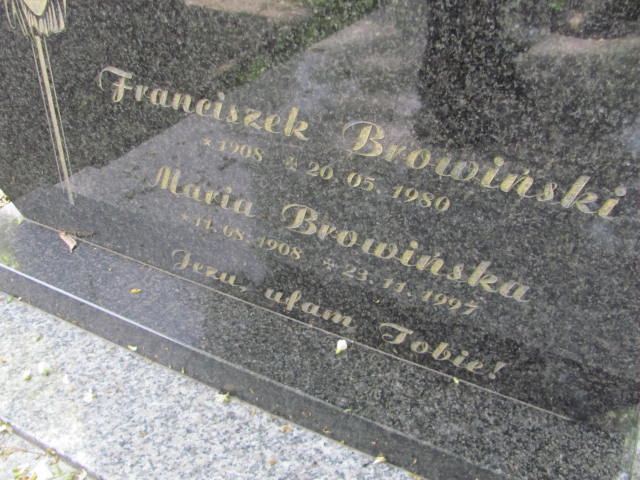 Franciszek Browiński
*1908 ☆ 20.05.1980
Maria Browińska
*11.08.1908 ☆ 23.11.1997
Jezu, ufam Tobie!